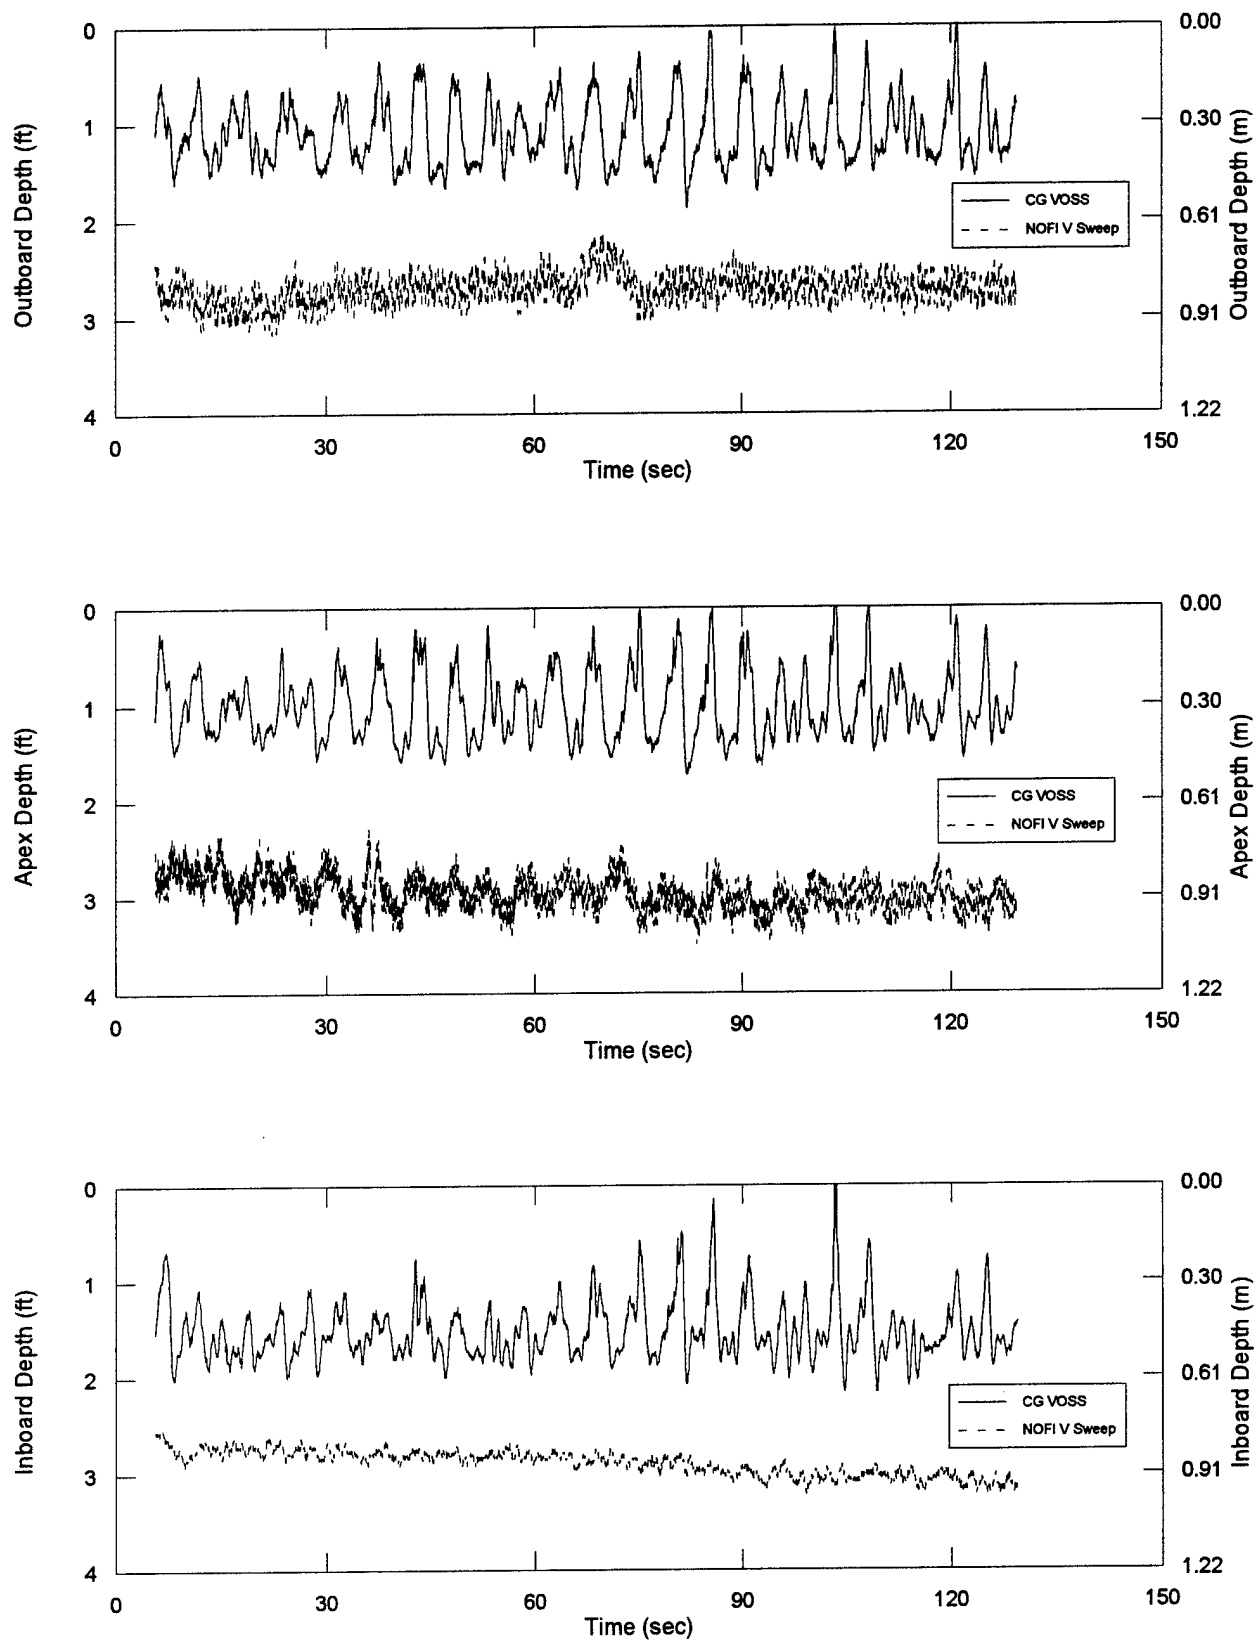 0
1
2
3
4
Outboard Depth (ft)
0.00
0.30
0.61
0.91
1.22
Outboard Depth (m)
CG VOSS
NOFI V Sweep
0 30 60 90 120 150
Time (sec)
0
1
2
3
4
Apex Depth (ft)
0.00
0.30
0.61
0.91
1.22
Apex Depth (m)
CG VOSS
NOFI V Sweep
0 30 60 90 120 150
Time (sec)
0
1
2
3
4
Inboard Depth (ft)
0.00
0.30
0.61
0.91
1.22
Inboard Depth (m)
CG VOSS
NOFI V Sweep
0 30 60 90 120 150
Time (sec)